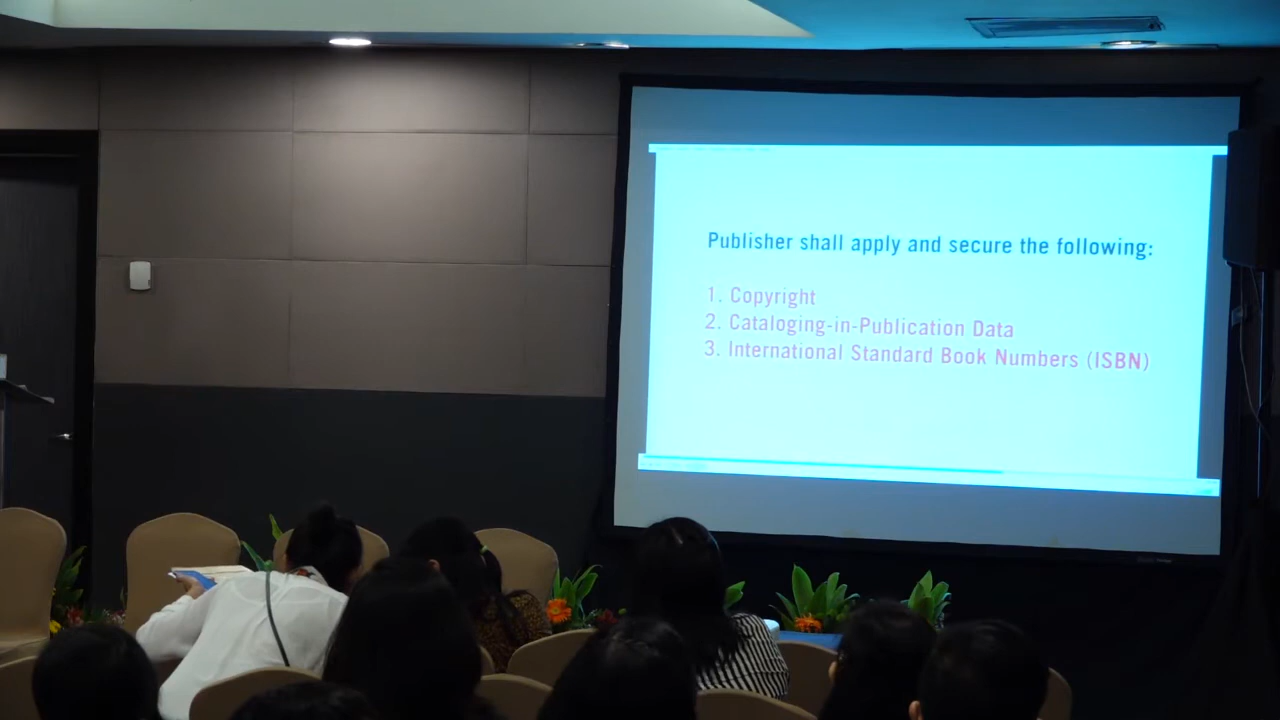 Publisher shall apply and secure the following:
1. Copyright
2. Cataloging-in-Publication Data
3. International Standard Book Numbers (ISBN)